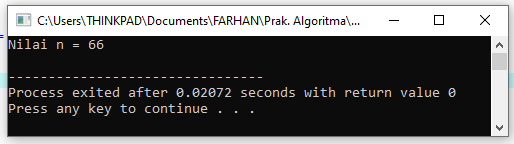 C:\Users\THINKPAD\Documents\FARHAN\Prak. Algoritma\...
Nilai n = 66
--------------------------------
Process exited after 0.02072 seconds with return value 0
Press any key to continue . . .